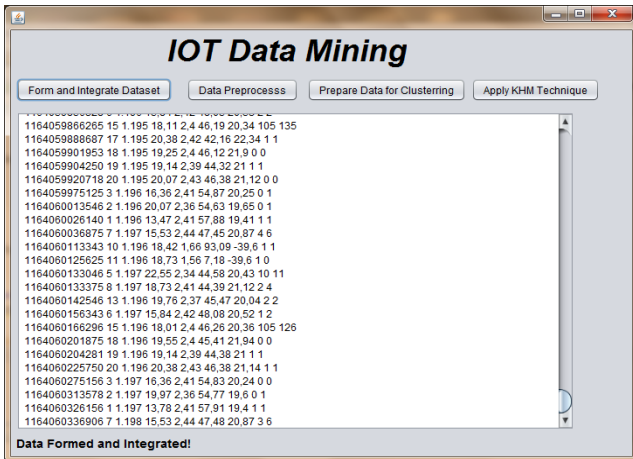 IOT Data Mining
Form and Integrate Dataset Data Preprocesss Prepare Data for Clusterring Apply KHM Technique
1164059866265 15 1.195 18,11 2,4 46,19 20,34 105 135
1164059888687 17 1.195 20,38 2,42 42,16 22,34 1 1
1164059901953 18 1.195 19,25 2,4 46,12 21,9 0 0
1164059904250 19 1.195 19,14 2,39 44,32 21 1 1
1164059920718 20 1.195 20,07 2,43 46,38 21,12 0 0
1164059975125 3 1.196 16,36 2,41 54,87 20,25 0 1
1164060013546 2 1.196 20,07 2,36 54,63 19,65 0 1
1164060026140 1 1.196 13,47 2,41 57,88 19,41 1 1
1164060036875 7 1.197 15,53 2,44 47,45 20,87 4 6
1164060113343 10 1.196 18,42 1,66 93,09 -39,6 1 1
1164060125625 11 1.196 18,73 1,56 7,18 -39,6 1 0
1164060133046 5 1.197 22,55 2,34 44,58 20,43 10 11
1164060133375 8 1.197 18,73 2,41 44,39 21,12 2 4
1164060142546 13 1.196 19,76 2,37 45,47 20,04 2 2
1164060156343 6 1.197 15,84 2,42 48,08 20,52 1 2
1164060166296 15 1.196 18,01 2,4 46,26 20,36 105 126
1164060201875 18 1.196 19,55 2,4 45,41 21,94 0 0
1164060204281 19 1.196 19,14 2,39 44,38 21 1 1
1164060225750 20 1.196 20,38 2,43 46,38 21,14 1 1
1164060275156 3 1.197 16,36 2,41 54,83 20,24 0 0
1164060313578 2 1.197 19,97 2,36 54,77 19,6 0 1
1164060326156 1 1.197 13,78 2,41 57,91 19,4 1 1
1164060336906 7 1.198 15,53 2,44 47,48 20,87 3 6
Data Formed and Integrated!